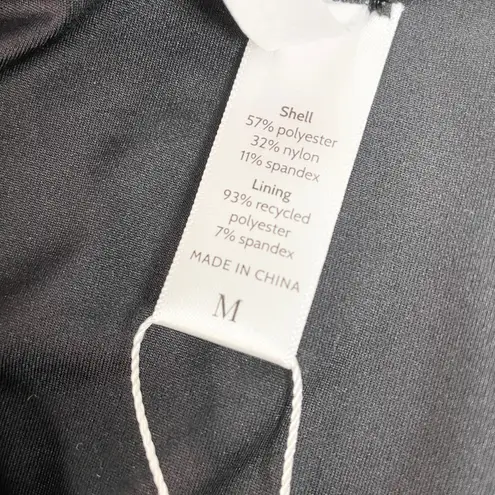 Shell
57% polyester
32% nylon
11% spandex
Lining
93% recycled
polyester
7% spandex
MADE IN CHINA
M